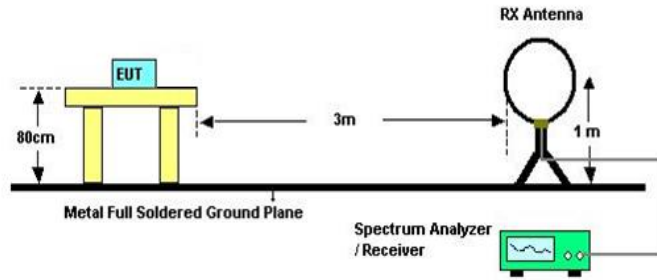 RX Antenna
EUT
3m
1 m
80cm
Metal Full Soldered Ground Plane
Spectrum Analyzer
/ Receiver